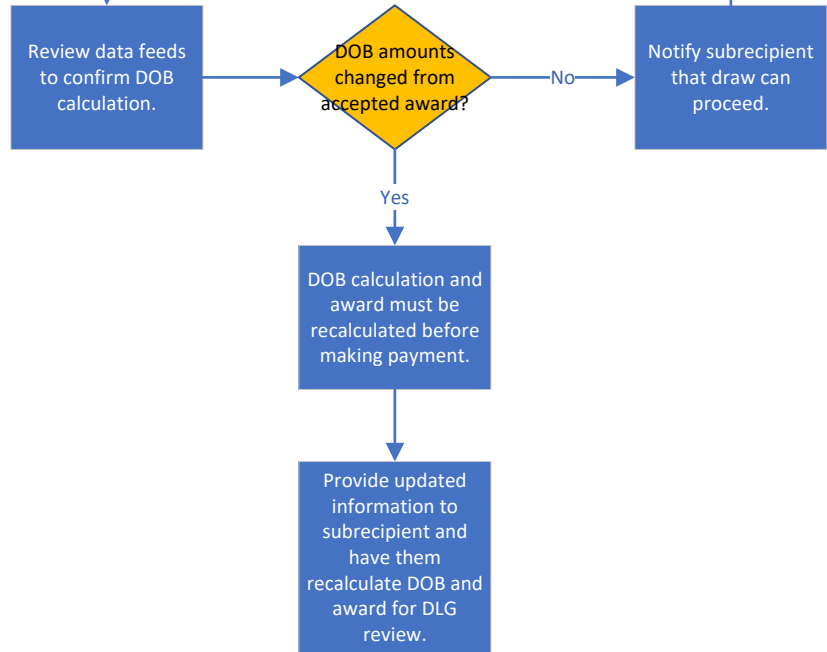 Review data feeds
to confirm DOB
calculation.
DOB amounts
changed from
accepted award?
No
Notify subrecipient
that draw can
proceed.
Yes
DOB calculation and
award must be
recalculated before
making payment.
Provide updated
information to
subrecipient and
have them
recalculate DOB and
award for DLG
review.